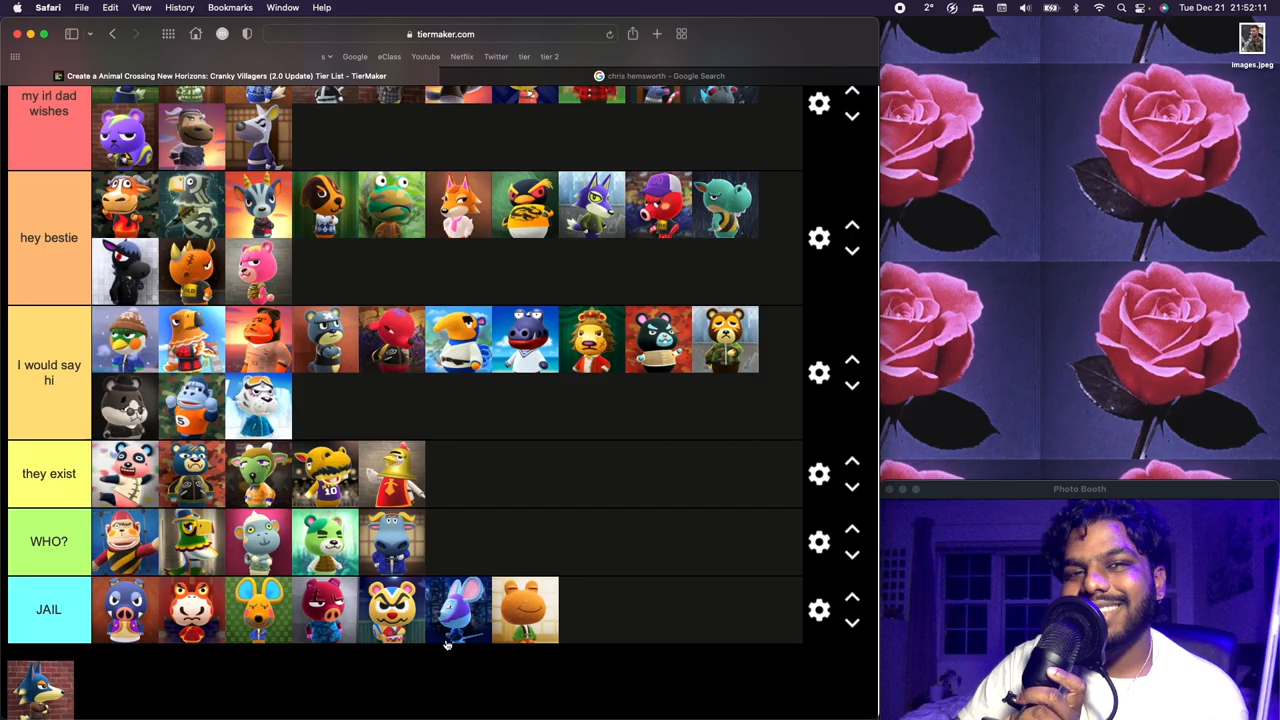 Safari File Edit View History Bookmarks Window Help
2° Tue Dec 21 21:52:11
tiermaker.com
s Google eClass Youtube Netflix Twitter tier tier 2
Create a Animal Crossing New Horizons: Cranky Villagers (2.0 Update) Tier List - TierMaker
chris hemsworth - Google Search
images.jpeg
my irl dad
wishes
hey bestie
I would say
hi
5
they exist
10
WHO?
JAIL
Photo Booth